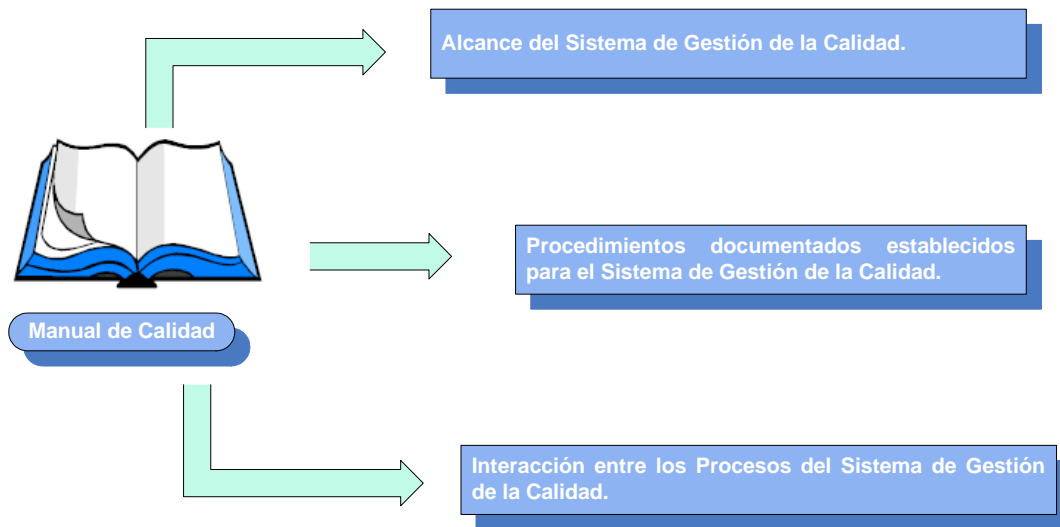 Alcance del Sistema de Gestión de la Calidad.
Procedimientos documentados establecidos
para el Sistema de Gestión de la Calidad.
Manual de Calidad
Interacción entre los Procesos del Sistema de Gestión
de la Calidad.